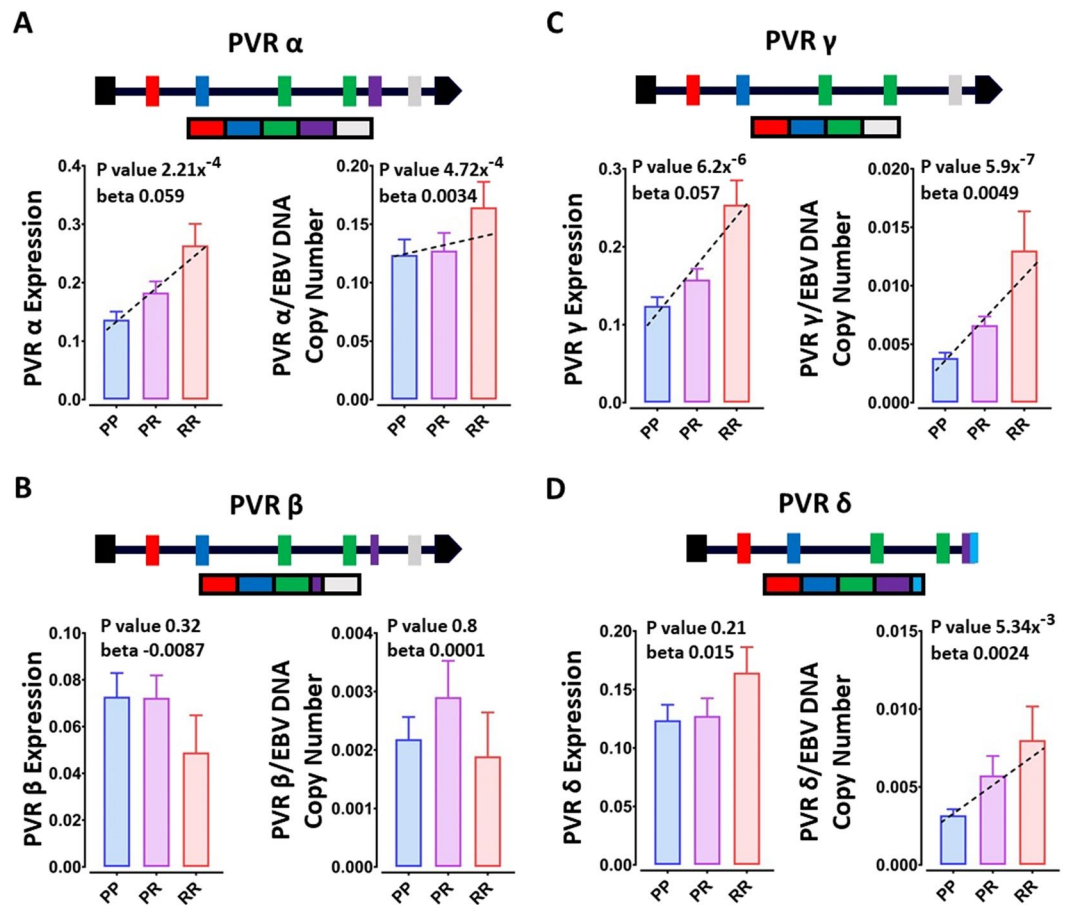 A
PVR α
P value 2.21x-4
beta 0.059
PVR α Expression
0.4
0.3
0.2
0.1
0.0
PP
PR
RR
P value 4.72x-4
beta 0.0034
PVR α/EBV DNA
Copy Number
0.20
0.15
0.10
0.05
0.00
PP
PR
RR
C
PVR γ
P value 6.2x-6
beta 0.057
PVR γ Expression
0.3
0.2
0.1
0.0
PP
PR
RR
P value 5.9x-7
beta 0.0049
PVR γ/EBV DNA
Copy Number
0.020
0.015
0.010
0.005
0.000
PP
PR
RR
B
PVR β
P value 0.32
beta -0.0087
PVR β Expression
0.10
0.08
0.06
0.04
0.02
0.00
PP
PR
RR
P value 0.8
beta 0.0001
PVR β/EBV DNA
Copy Number
0.004
0.003
0.002
0.001
0.000
PP
PR
RR
D
PVR δ
P value 0.21
beta 0.015
PVR δ Expression
0.20
0.15
0.10
0.05
0.00
PP
PR
RR
P value 5.34x-3
beta 0.0024
PVR δ/EBV DNA
Copy Number
0.015
0.010
0.005
0.000
PP
PR
RR